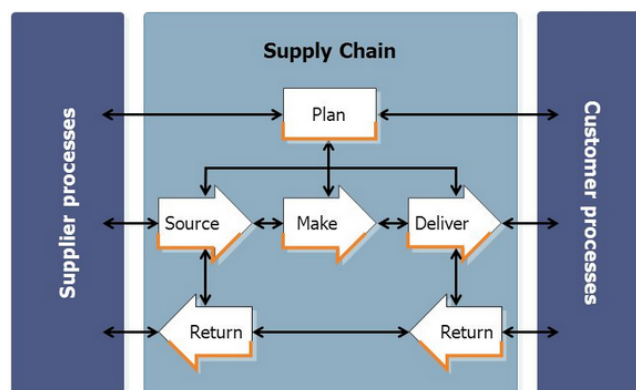 Supply Chain
Plan
Supplier processes
Source
Make
Deliver
Customer processes
Return
Return